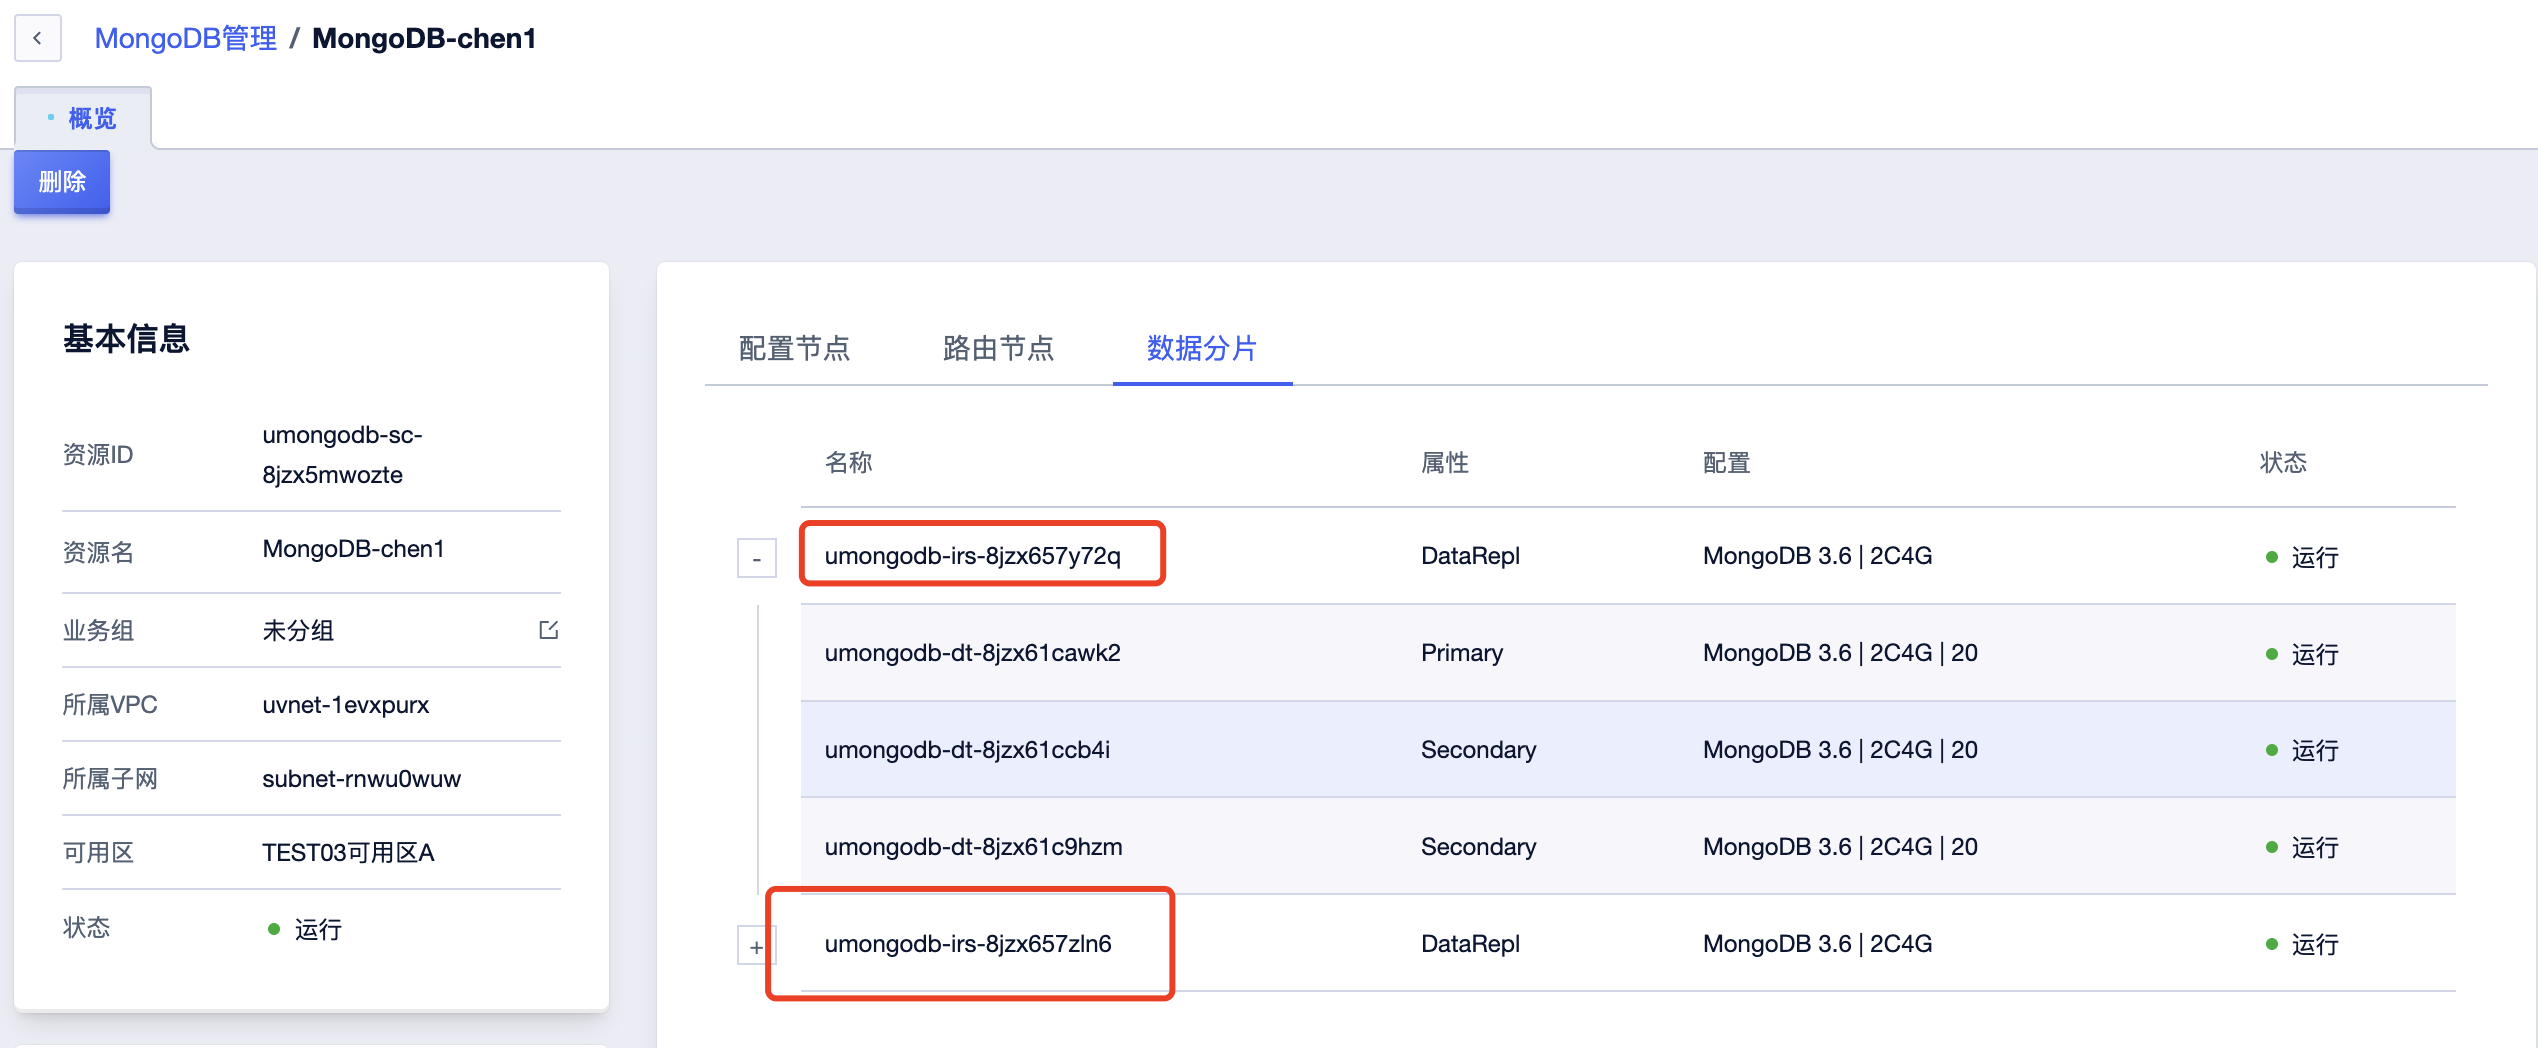 MongoDB管理 / MongoDB-chen1
概览
删除
基本信息
资源ID
umongodb-sc-
8jzx5mwozte
资源名 MongoDB-chen1
业务组 未分组
所属VPC uvnet-1evxpurx
所属子网 subnet-rnwu0wuw
可用区 TEST03可用区A
状态 运行
配置节点 路由节点 数据分片
名称 属性 配置 状态
- umongodb-irs-8jzx657y72q DataRepl MongoDB 3.6 | 2C4G 运行
umongodb-dt-8jzx61cawk2 Primary MongoDB 3.6 | 2C4G | 20 运行
umongodb-dt-8jzx61ccb4i Secondary MongoDB 3.6 | 2C4G | 20 运行
umongodb-dt-8jzx61c9hzm Secondary MongoDB 3.6 | 2C4G | 20 运行
+ umongodb-irs-8jzx657zln6 DataRepl MongoDB 3.6 | 2C4G 运行